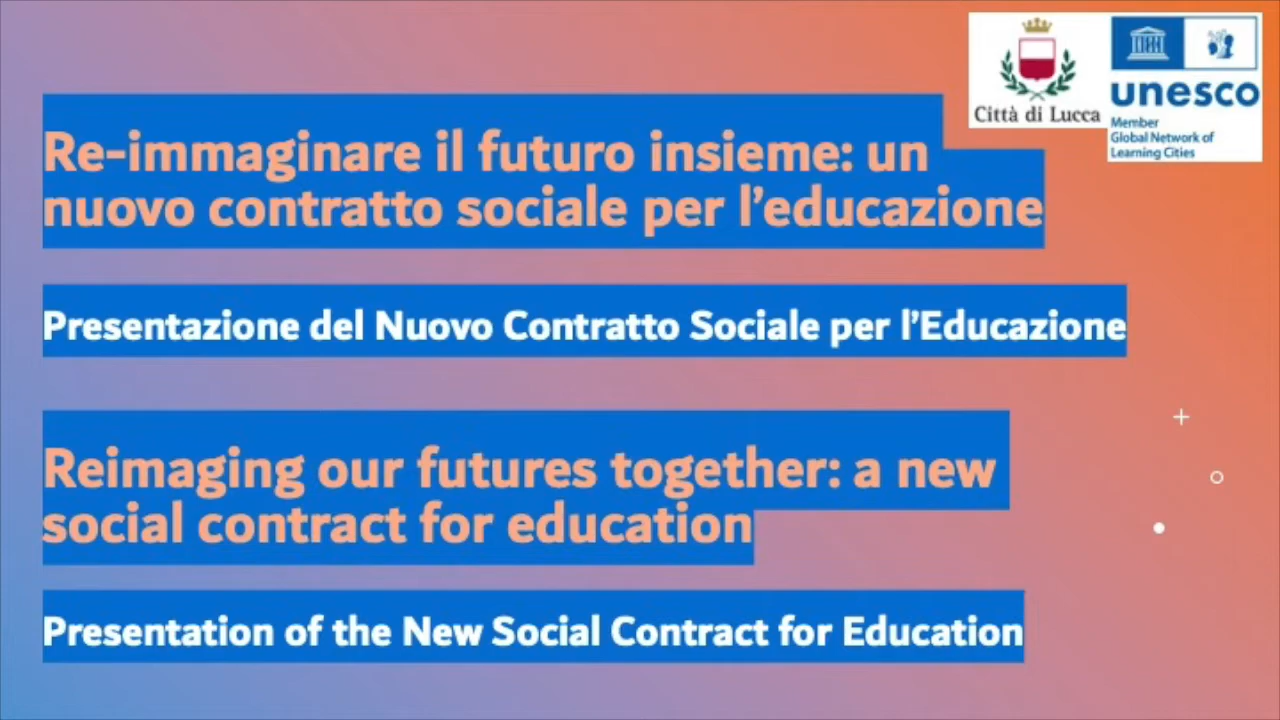 Città di Lucca
unesco
Member
Global Network of
Learning Cities
Re-immaginare il futuro insieme: un
nuovo contratto sociale per l’educazione
Presentazione del Nuovo Contratto Sociale per l’Educazione
Reimaging our futures together: a new
social contract for education
Presentation of the New Social Contract for Education